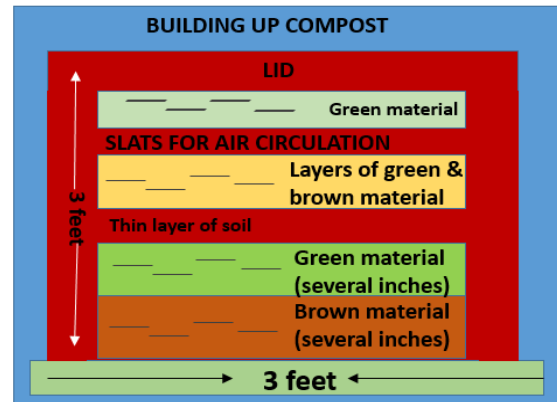 BUILDING UP COMPOST
LID
Green material
SLATS FOR AIR CIRCULATION
Layers of green &
brown material
3 feet
Thin layer of soil
Green material
(several inches)
Brown material
(several inches)
3 feet